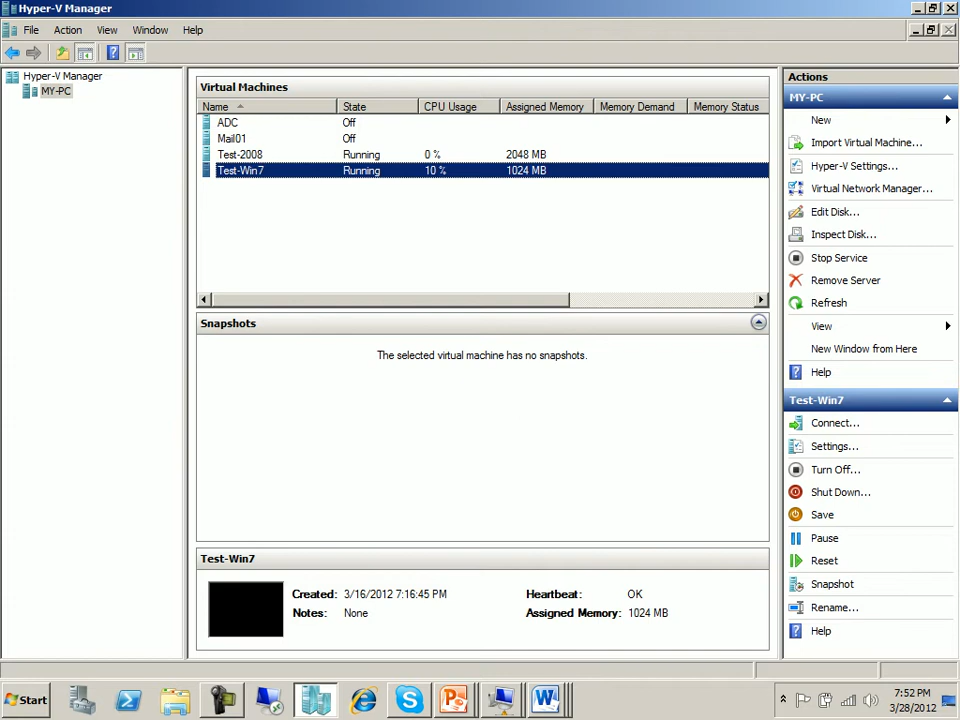 Hyper-V Manager
File Action View Window Help
Hyper-V Manager
MY-PC
Virtual Machines
Name State CPU Usage Assigned Memory Memory Demand Memory Status
ADC Off
Mail01 Off
Test-2008 Running 0 % 2048 MB
Test-Win7 Running 10 % 1024 MB
Snapshots
The selected virtual machine has no snapshots.
Test-Win7
Created: 3/16/2012 7:16:45 PM Heartbeat: OK
Notes: None Assigned Memory: 1024 MB
Actions
MY-PC
New
Import Virtual Machine...
Hyper-V Settings...
Virtual Network Manager...
Edit Disk...
Inspect Disk...
Stop Service
Remove Server
Refresh
View
New Window from Here
Help
Test-Win7
Connect...
Settings...
Turn Off...
Shut Down...
Save
Pause
Reset
Snapshot
Rename...
Help
Start
7:52 PM
3/28/2012